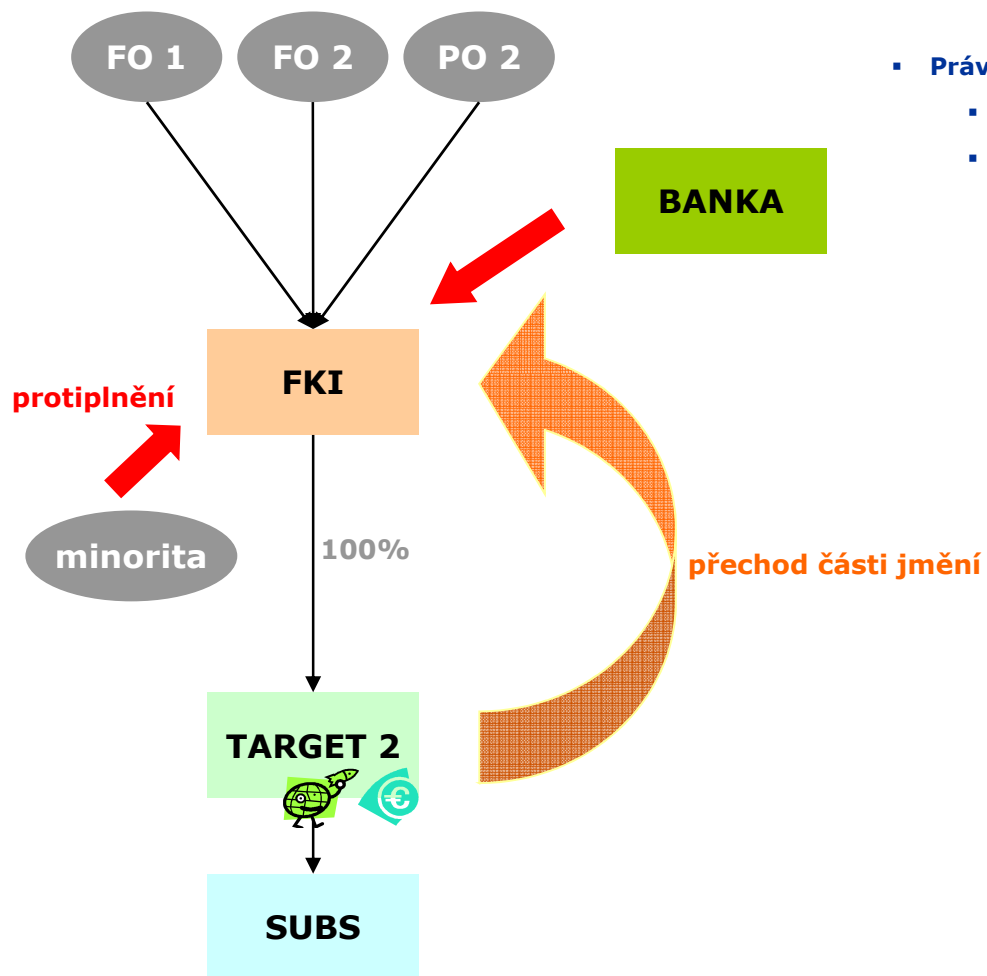 FO 1
FO 2
PO 2
BANKA
FKI
protiplnění
minorita
100%
přechod části jmění
TARGET 2
€
SUBS